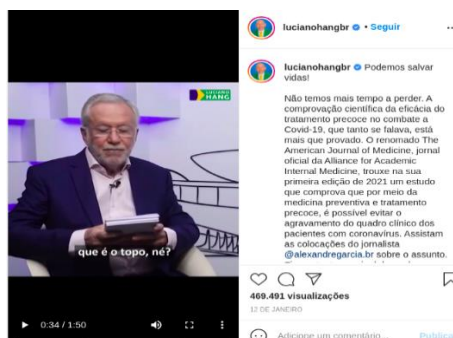 lucianohangbr • Seguir
lucianohangbr Podemos salvar
vidas!
Não temos mais tempo a perder. A
comprovação científica da eficácia do
tratamento precoce no combate a
Covid-19, que tanto se falava, está
mais que provado. O renomado The
American Journal of Medicine, jornal
oficial da Alliance for Academic
Internal Medicine, trouxe na sua
primeira edição de 2021 um estudo
que comprova que por meio da
medicina preventiva e tratamento
precoce, é possível evitar o
agravamento do quadro clínico dos
pacientes com coronavírus. Assistam
as colocações do jornalista
@alexandregarcia.br sobre o assunto.
LUCIANO
HANG
que é o topo, né?
0:34 / 1:50
469.491 visualizações
12 DE JANEIRO
Adicione um comentário...
Publicar